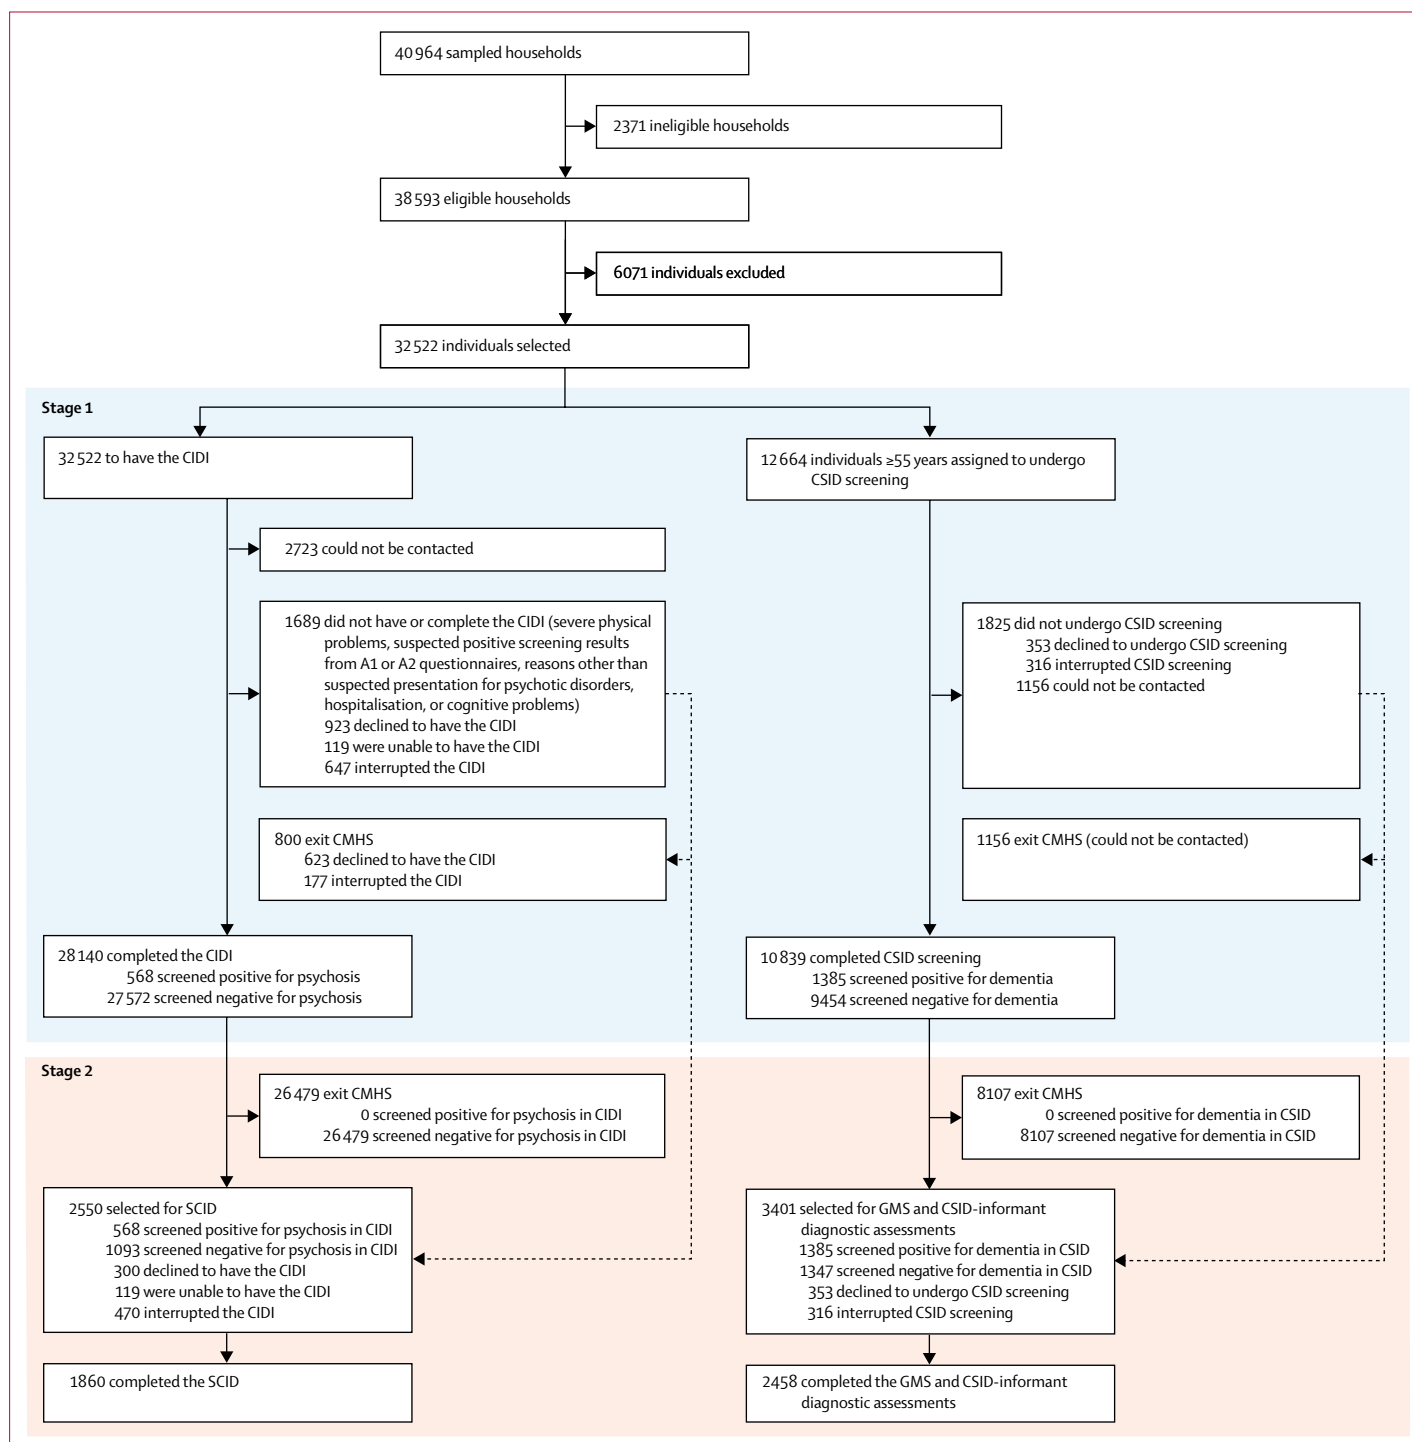 40 964 sampled households
2371 ineligible households
38 593 eligible households
6071 individuals excluded
32 522 individuals selected
Stage 1
32 522 to have the CIDI
2723 could not be contacted
1689 did not have or complete the CIDI (severe physical
problems, suspected positive screening results
from A1 or A2 questionnaires, reasons other than
suspected presentation for psychotic disorders,
hospitalisation, or cognitive problems)
923 declined to have the CIDI
119 were unable to have the CIDI
647 interrupted the CIDI
800 exit CMHS
623 declined to have the CIDI
177 interrupted the CIDI
28 140 completed the CIDI
568 screened positive for psychosis
27 572 screened negative for psychosis
12 664 individuals ≥55 years assigned to undergo
CSID screening
1825 did not undergo CSID screening
353 declined to undergo CSID screening
316 interrupted CSID screening
1156 could not be contacted
1156 exit CMHS (could not be contacted)
10 839 completed CSID screening
1385 screened positive for dementia
9454 screened negative for dementia
Stage 2
26 479 exit CMHS
0 screened positive for psychosis in CIDI
26 479 screened negative for psychosis in CIDI
2550 selected for SCID
568 screened positive for psychosis in CIDI
1093 screened negative for psychosis in CIDI
300 declined to have the CIDI
119 were unable to have the CIDI
470 interrupted the CIDI
1860 completed the SCID
8107 exit CMHS
0 screened positive for dementia in CSID
8107 screened negative for dementia in CSID
3401 selected for GMS and CSID-informant
diagnostic assessments
1385 screened positive for dementia in CSID
1347 screened negative for dementia in CSID
353 declined to undergo CSID screening
316 interrupted CSID screening
2458 completed the GMS and CSID-informant
diagnostic assessments